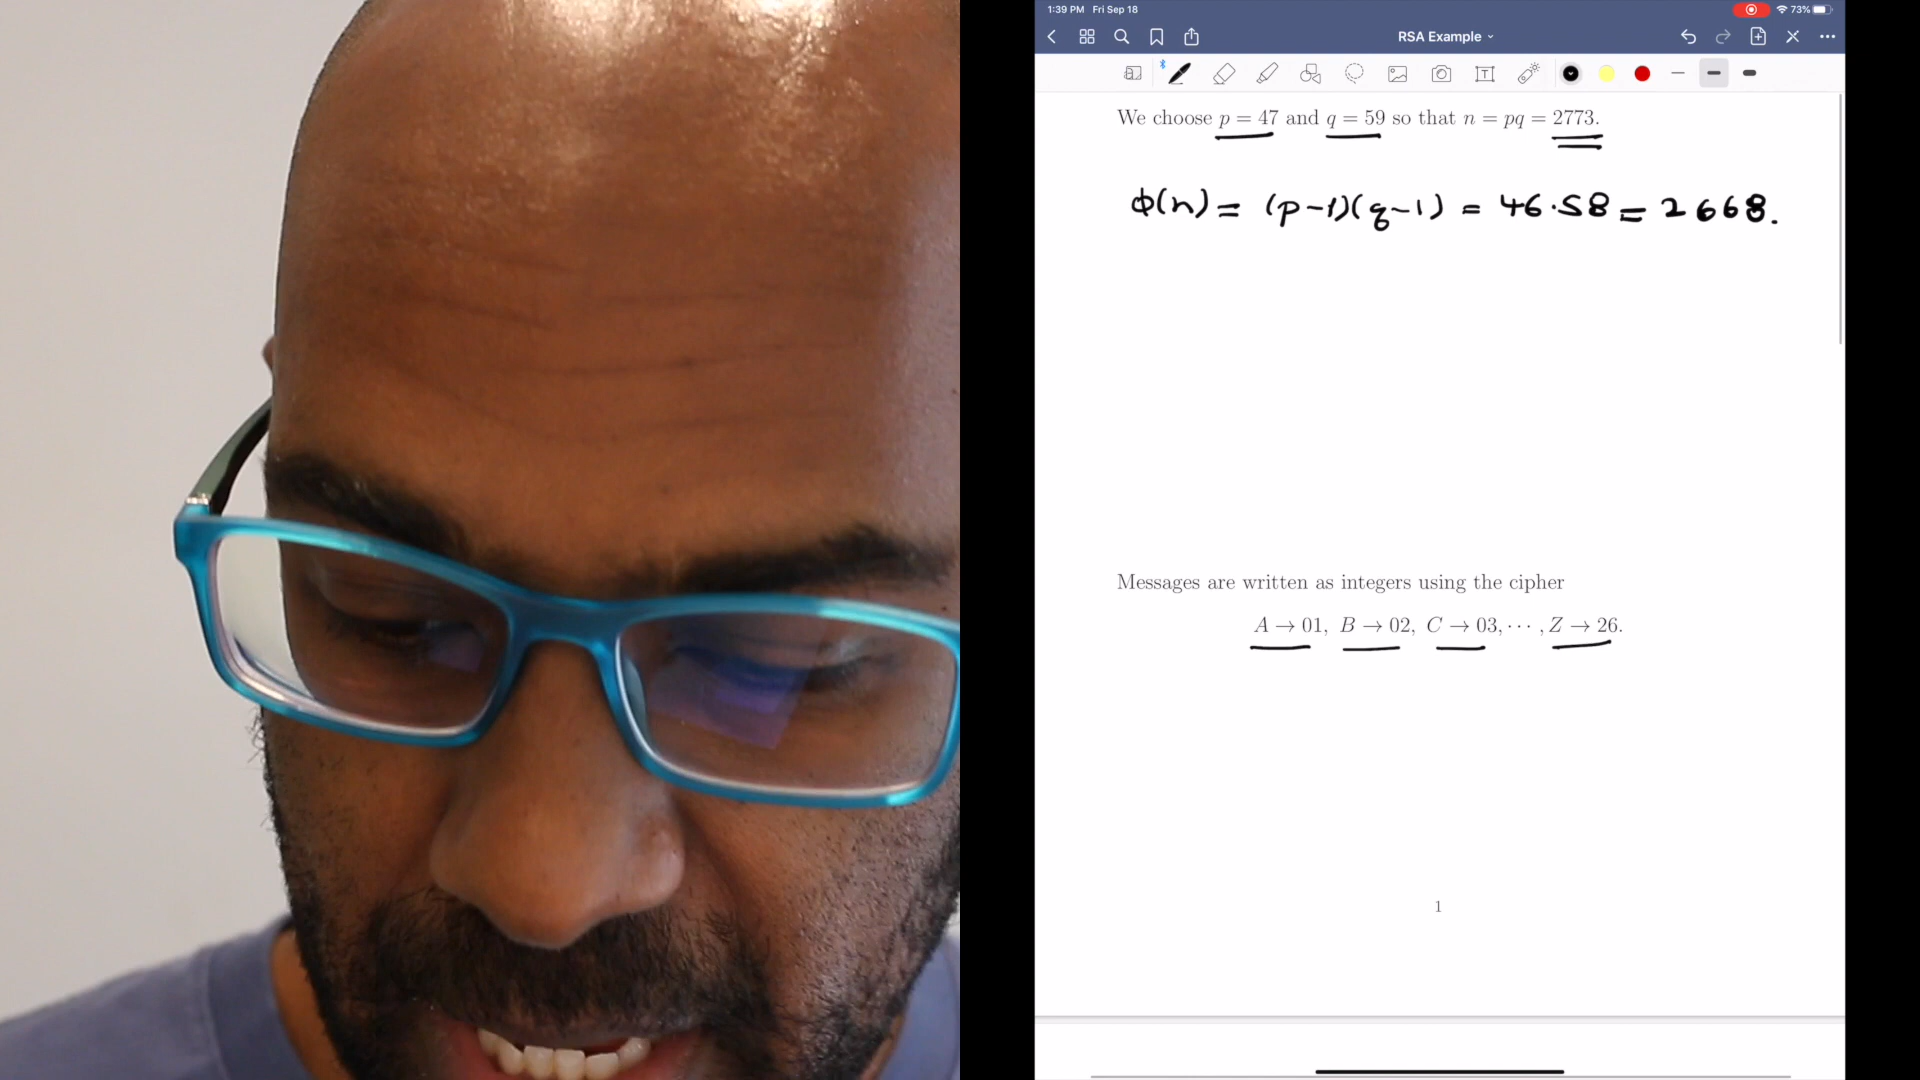 1:39 PM Fri Sep 18
73%
RSA Example
T
We choose p = 47 and q = 59 so that n = pq = 2773.
ϕ(n) = (p-1)(q-1) = 46·58 = 2668.
Messages are written as integers using the cipher
A → 01, B → 02, C → 03, ··· , Z → 26.
1